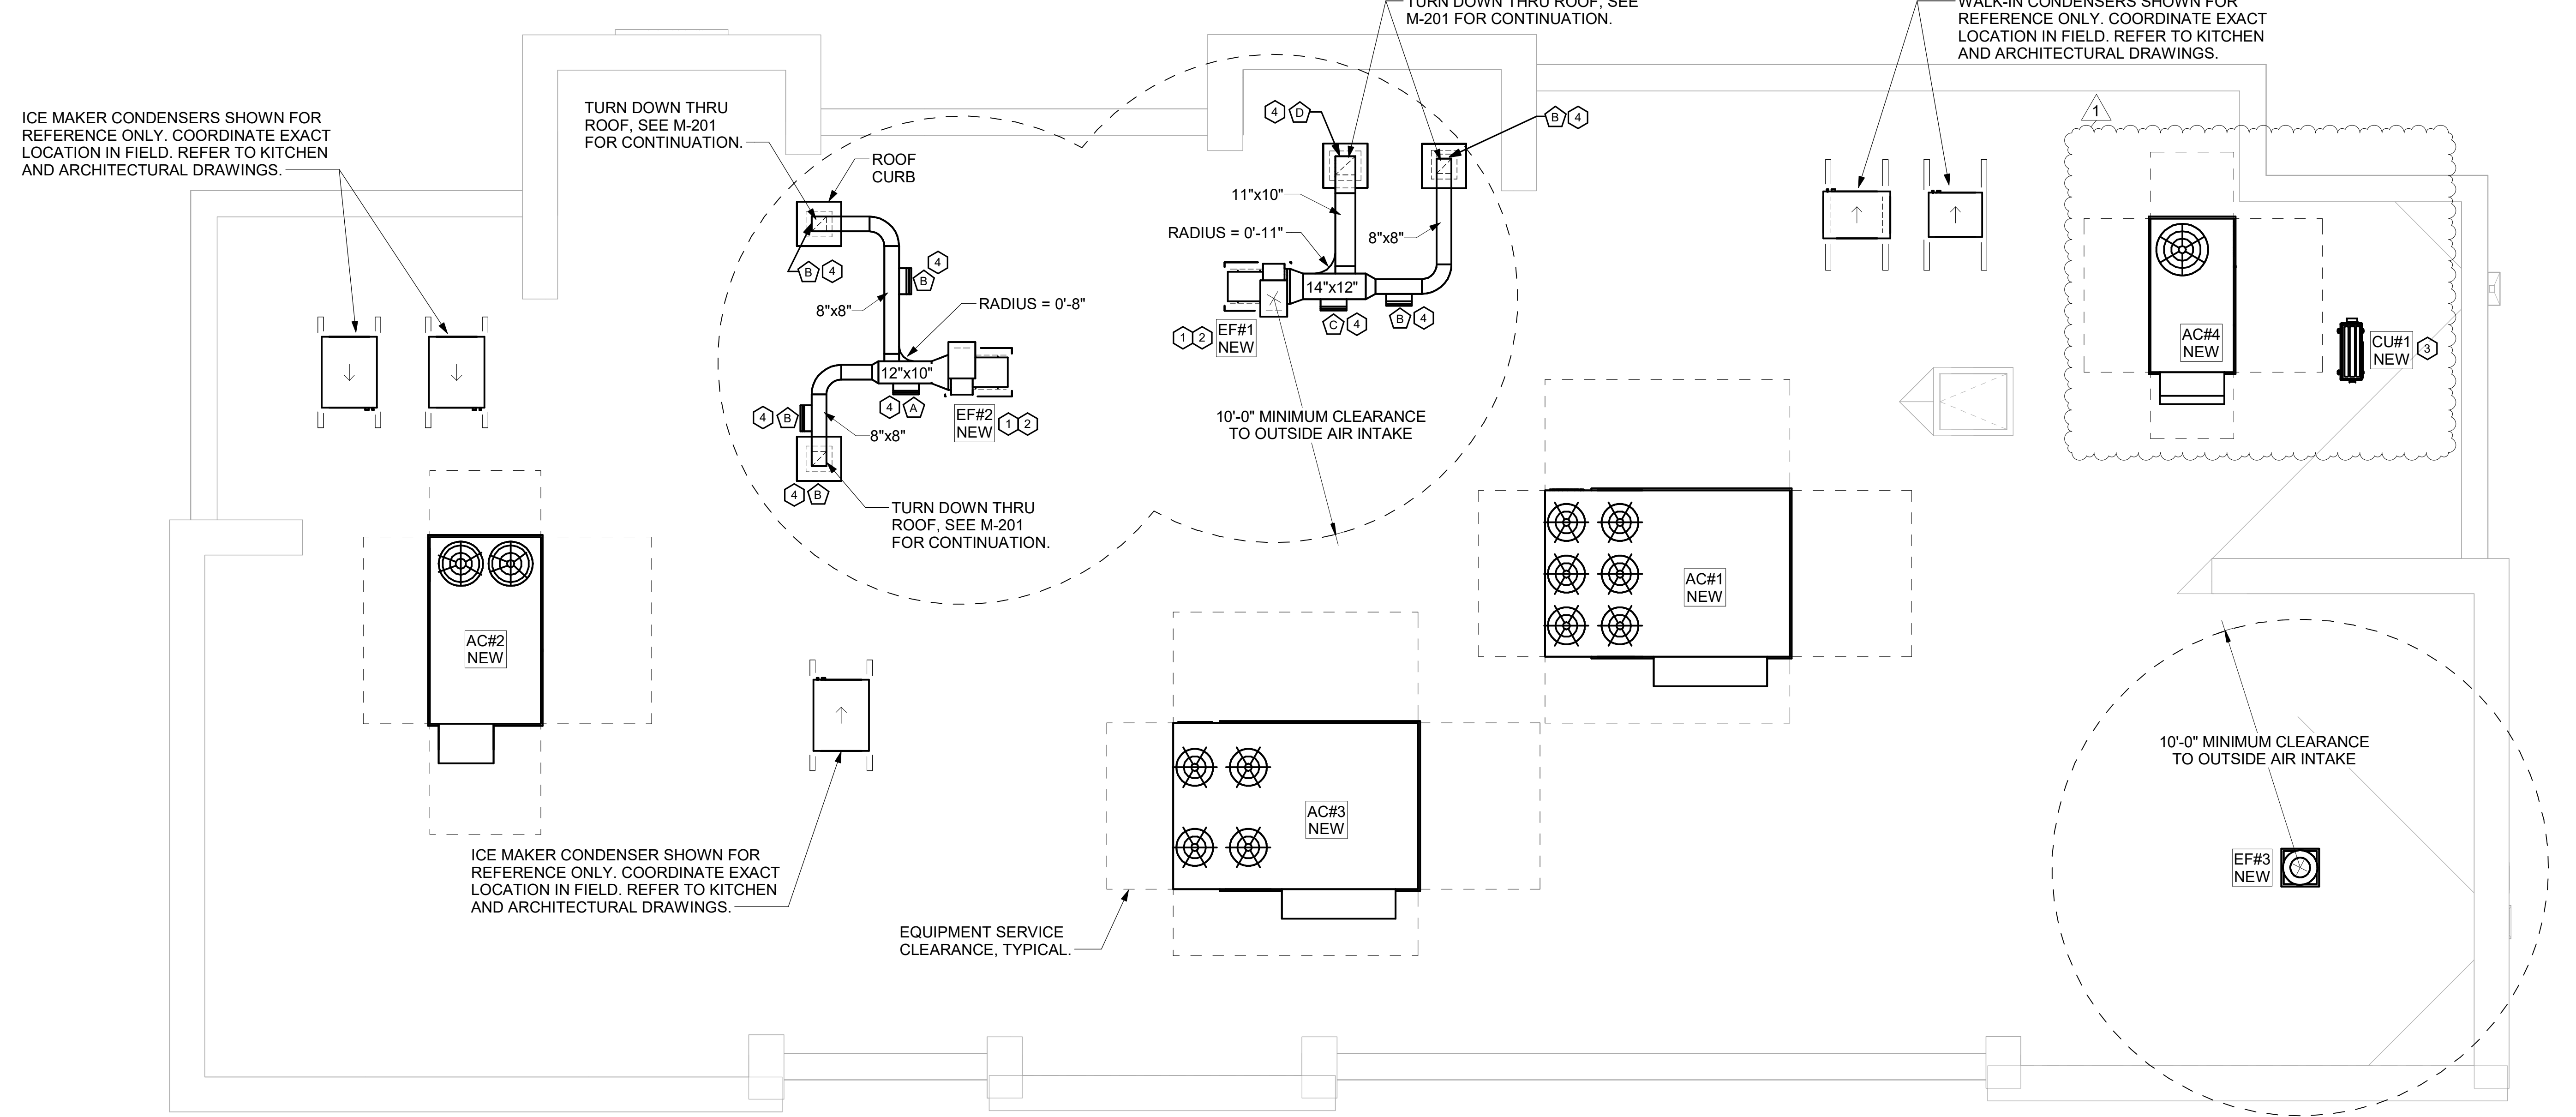 TURN DOWN THRU ROOF, SEE
M-201 FOR CONTINUATION.
WALK-IN CONDENSERS SHOWN FOR
REFERENCE ONLY. COORDINATE EXACT
LOCATION IN FIELD. REFER TO KITCHEN
AND ARCHITECTURAL DRAWINGS.
ICE MAKER CONDENSERS SHOWN FOR
REFERENCE ONLY. COORDINATE EXACT
LOCATION IN FIELD. REFER TO KITCHEN
AND ARCHITECTURAL DRAWINGS.
TURN DOWN THRU
ROOF, SEE M-201
FOR CONTINUATION.
ROOF
CURB
4 D
B 4
1
11"x10"
RADIUS = 0'-11"
8"x8"
B 4
4
B
8"x8"
RADIUS = 0'-8"
14"x12"
C 4
B 4
1 2
EF#1
NEW
12"x10"
4 A
EF#2
NEW
1 2
4 B
8"x8"
4 B
10'-0" MINIMUM CLEARANCE
TO OUTSIDE AIR INTAKE
AC#4
NEW
CU#1
NEW
3
TURN DOWN THRU
ROOF, SEE M-201
FOR CONTINUATION.
AC#2
NEW
AC#1
NEW
AC#3
NEW
10'-0" MINIMUM CLEARANCE
TO OUTSIDE AIR INTAKE
EF#3
NEW
ICE MAKER CONDENSER SHOWN FOR
REFERENCE ONLY. COORDINATE EXACT
LOCATION IN FIELD. REFER TO KITCHEN
AND ARCHITECTURAL DRAWINGS.
EQUIPMENT SERVICE
CLEARANCE, TYPICAL.